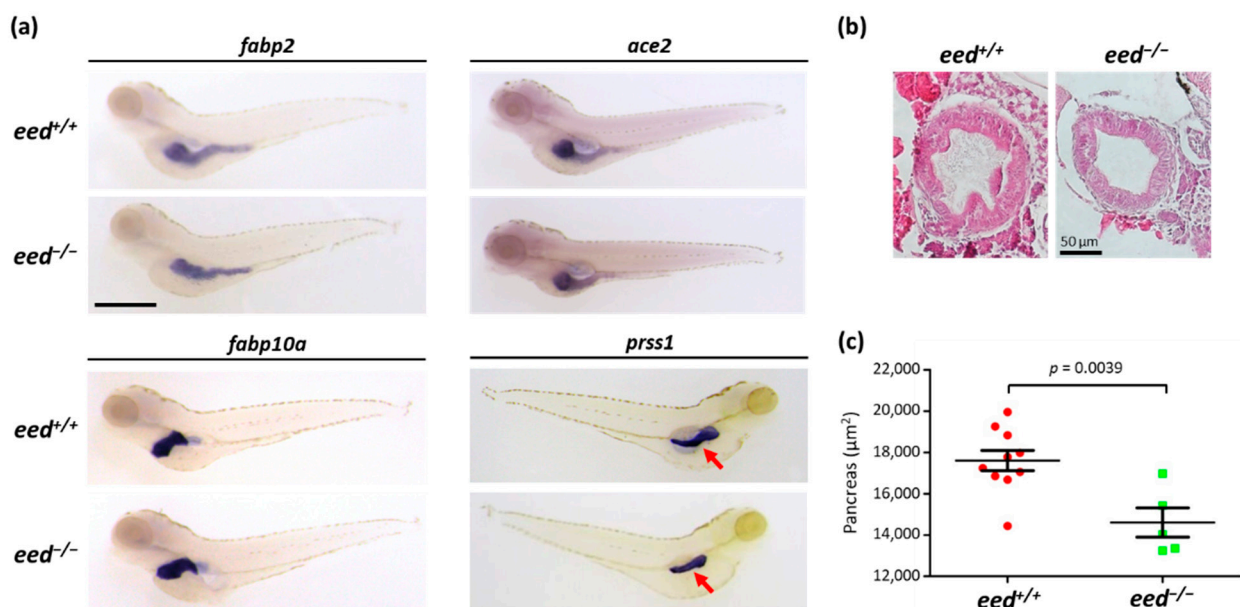 (a)
fabp2
ace2
eed+/+
eed−/−
fabp10a
prss1
eed+/+
eed−/−
(b)
eed+/+
eed−/−
50 µm
(c)
p = 0.0039
22,000
20,000
18,000
16,000
14,000
12,000
Pancreas (µm²)
eed+/+
eed−/−